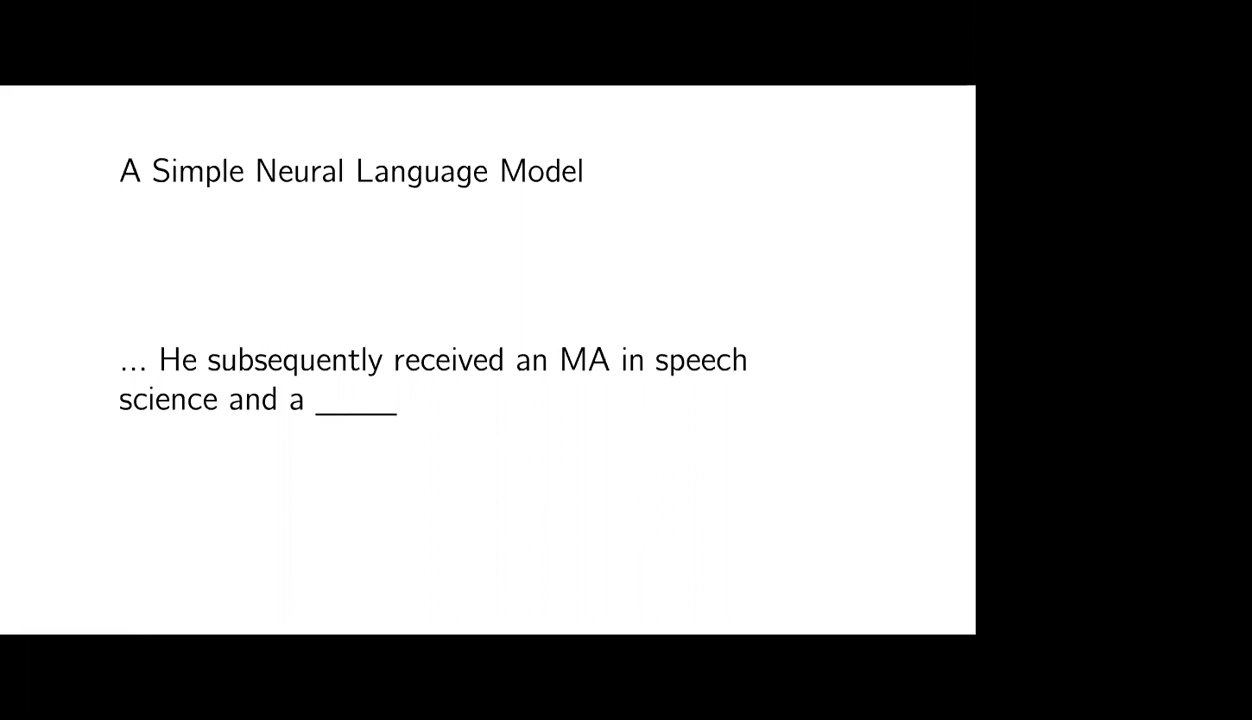 A Simple Neural Language Model
... He subsequently received an MA in speech
science and a _____